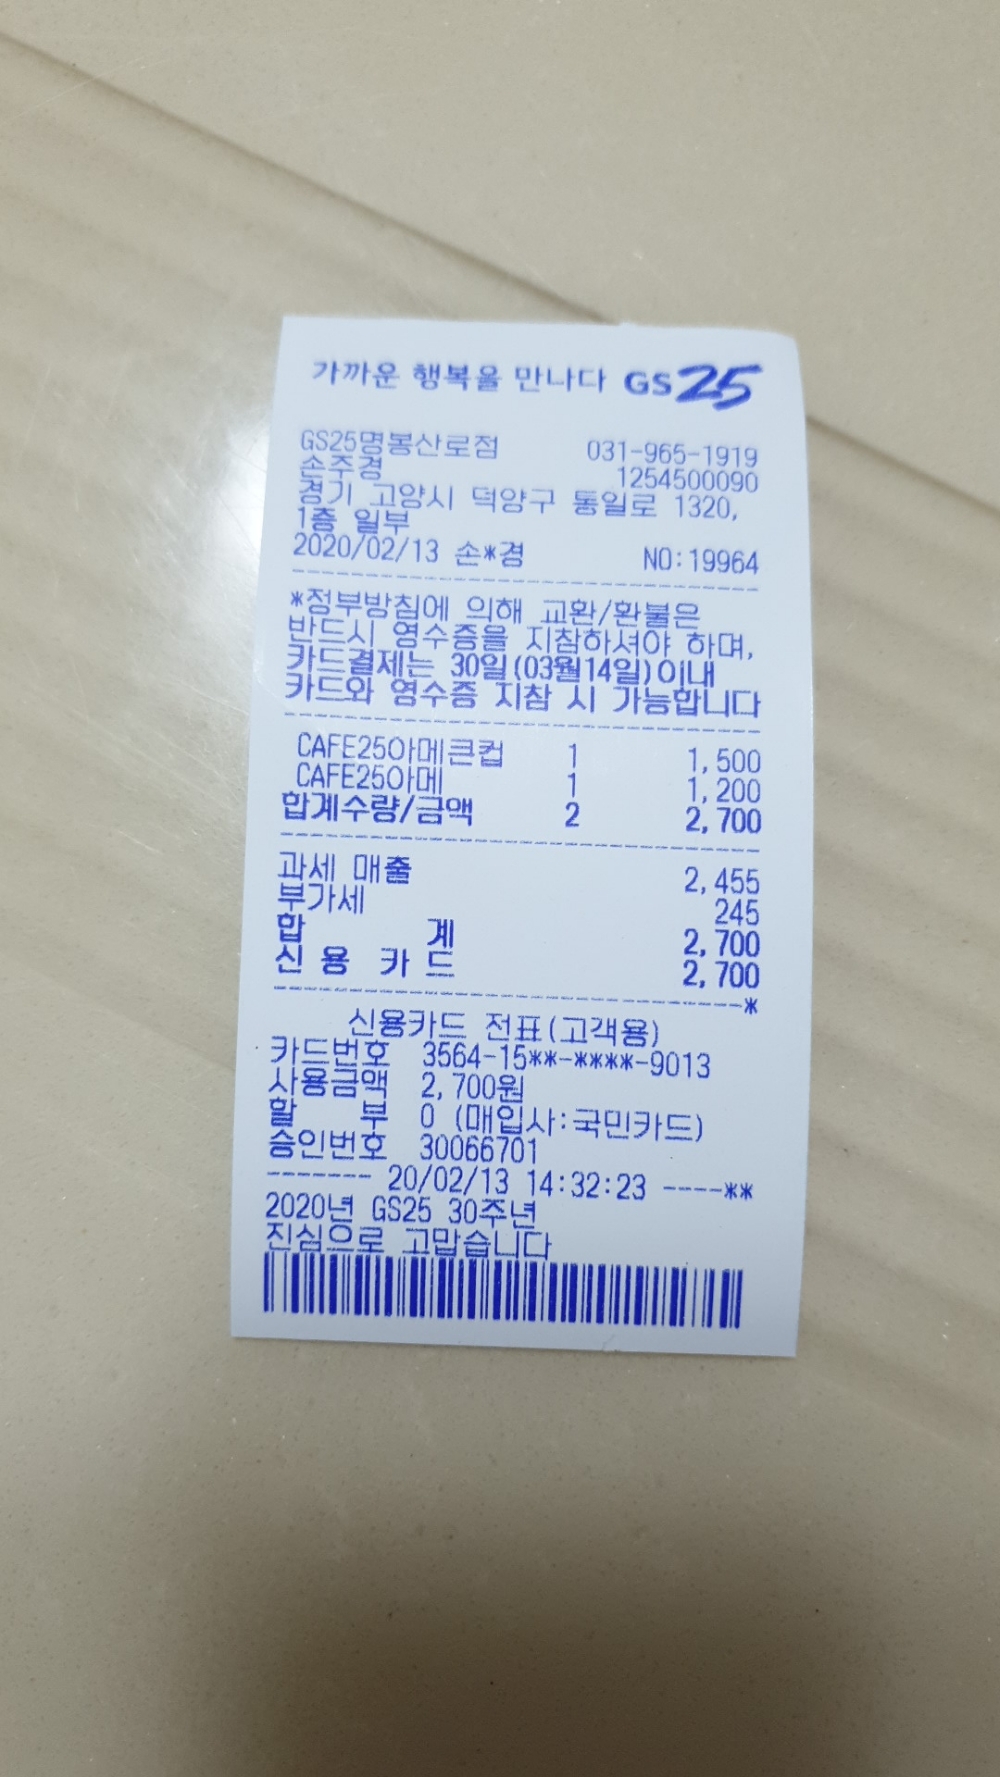 가까운 행복을 만나다 GS25
GS25명봉산로점 031-965-1919
손주경 1254500090
경기 고양시 덕양구 통일로 1320,
1층 일부
2020/02/13 손*경 NO:19964
*정부방침에 의해 교환/환불은
반드시 영수증을 지참하셔야 하며,
카드결제는 30일(03월14일)이내
카드와 영수증 지참 시 가능합니다
CAFE25아메큰컵 1 1,500
CAFE25아메 1 1,200
합계수량/금액 2 2,700
과세 매출 2,455
부가세 245
합 계 2,700
신 용 카 드 2,700
*
신용카드 전표(고객용)
카드번호 3564-15**-****-9013
사용금액 2,700원
할 부 0 (매입사:국민카드)
승인번호 30066701
------- 20/02/13 14:32:23 ----**
2020년 GS25 30주년
진심으로 고맙습니다